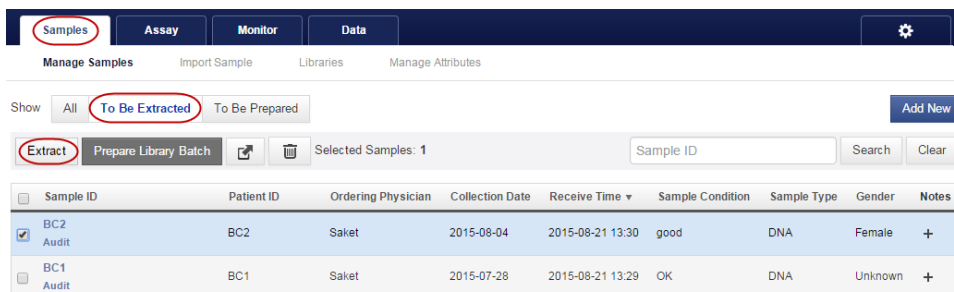 Samples Assay Monitor Data
Manage Samples Import Sample Libraries Manage Attributes
Show All To Be Extracted To Be Prepared Add New
Extract Prepare Library Batch Selected Samples: 1 Sample ID Search Clear
Sample ID Patient ID Ordering Physician Collection Date Receive Time ▼ Sample Condition Sample Type Gender Notes
BC2
Audit
BC2 Saket 2015-08-04 2015-08-21 13:30 good DNA Female +
BC1
Audit
BC1 Saket 2015-07-28 2015-08-21 13:29 OK DNA Unknown +